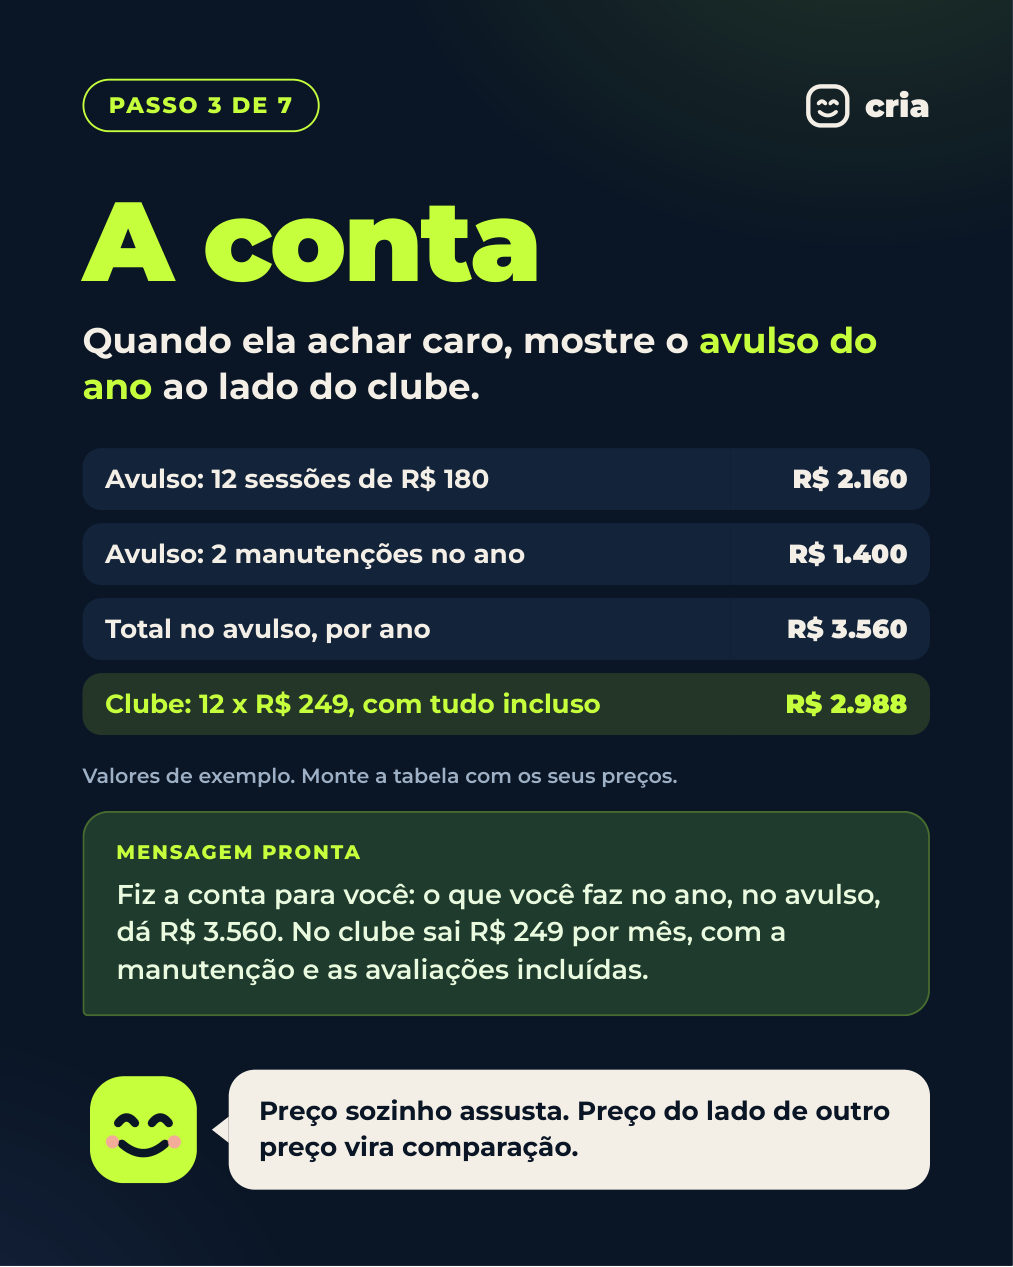 PASSO 3 DE 7
cria
A conta
Quando ela achar caro, mostre o avulso do
ano ao lado do clube.
Avulso: 12 sessões de R$ 180 R$ 2.160
Avulso: 2 manutenções no ano R$ 1.400
Total no avulso, por ano R$ 3.560
Clube: 12 x R$ 249, com tudo incluso R$ 2.988
Valores de exemplo. Monte a tabela com os seus preços.
MENSAGEM PRONTA
Fiz a conta para você: o que você faz no ano, no avulso,
dá R$ 3.560. No clube sai R$ 249 por mês, com a
manutenção e as avaliações incluídas.
Preço sozinho assusta. Preço do lado de outro
preço vira comparação.